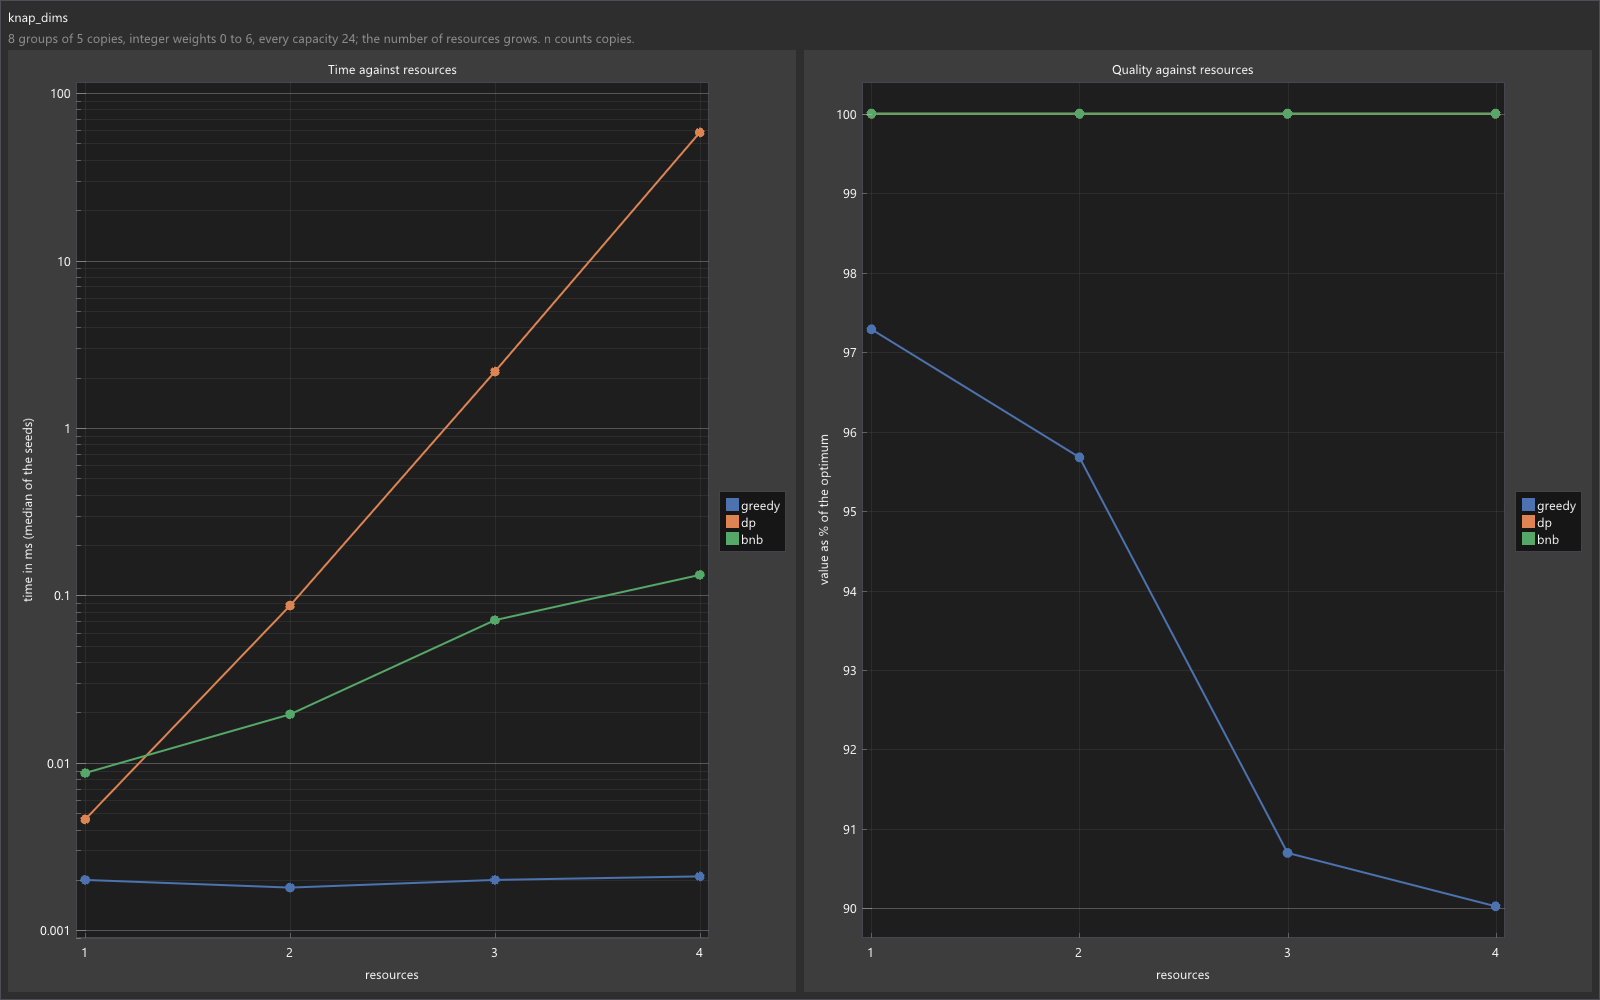 knap_dims
8 groups of 5 copies, integer weights 0 to 6, every capacity 24; the number of resources grows. n counts copies.
Time against resources
100
10
1
0.1
0.01
0.001
time in ms (median of the seeds)
1 2 3 4
resources
greedy
dp
bnb
Quality against resources
100
99
98
97
96
95
94
93
92
91
90
value as % of the optimum
1 2 3 4
resources
greedy
dp
bnb